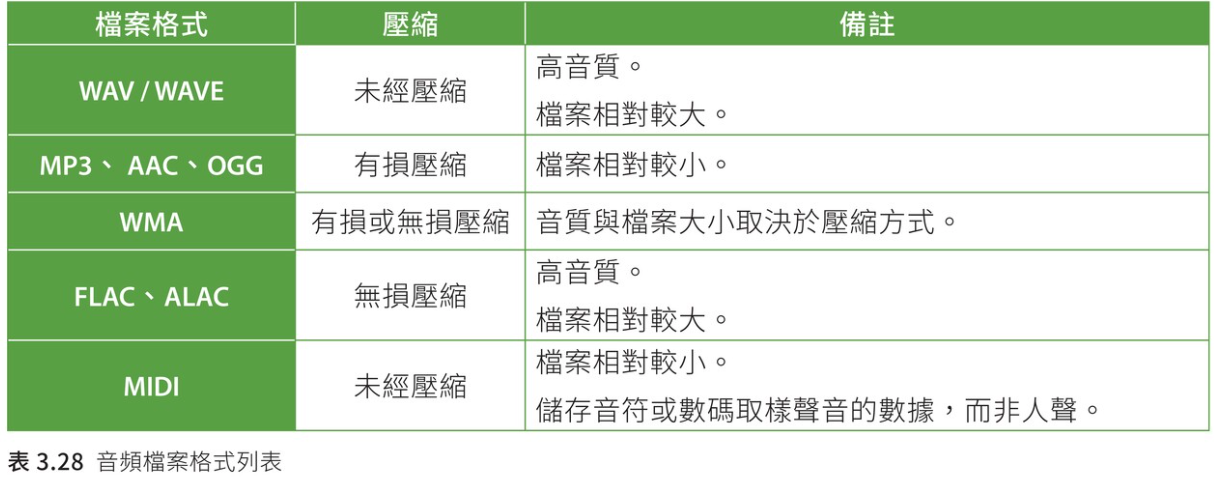 檔案格式 壓縮 備註
WAV / WAVE 未經壓縮 高音質。
檔案相對較大。
MP3、 AAC、OGG 有損壓縮 檔案相對較小。
WMA 有損或無損壓縮 音質與檔案大小取決於壓縮方式。
FLAC、ALAC 無損壓縮 高音質。
檔案相對較大。
MIDI 未經壓縮 檔案相對較小。
儲存音符或數碼取樣聲音的數據，而非人聲。
表 3.28 音頻檔案格式列表